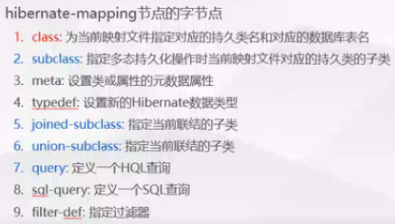 hibernate-mapping节点的字节点
1. class: 为当前映射文件指定对应的持久类名和对应的数据库表名
2. subclass: 指定多态持久化操作时当前映射文件对应的持久类的子类
3. meta: 设置类或属性的元数据属性
4. typedef: 设置新的Hibernate数据类型
5. joined-subclass: 指定当前联结的子类
6. union-subclass: 指定当前联结的子类
7. query: 定义一个HQL查询
8. sql-query: 定义一个SQL查询
9. filter-def: 指定过滤器